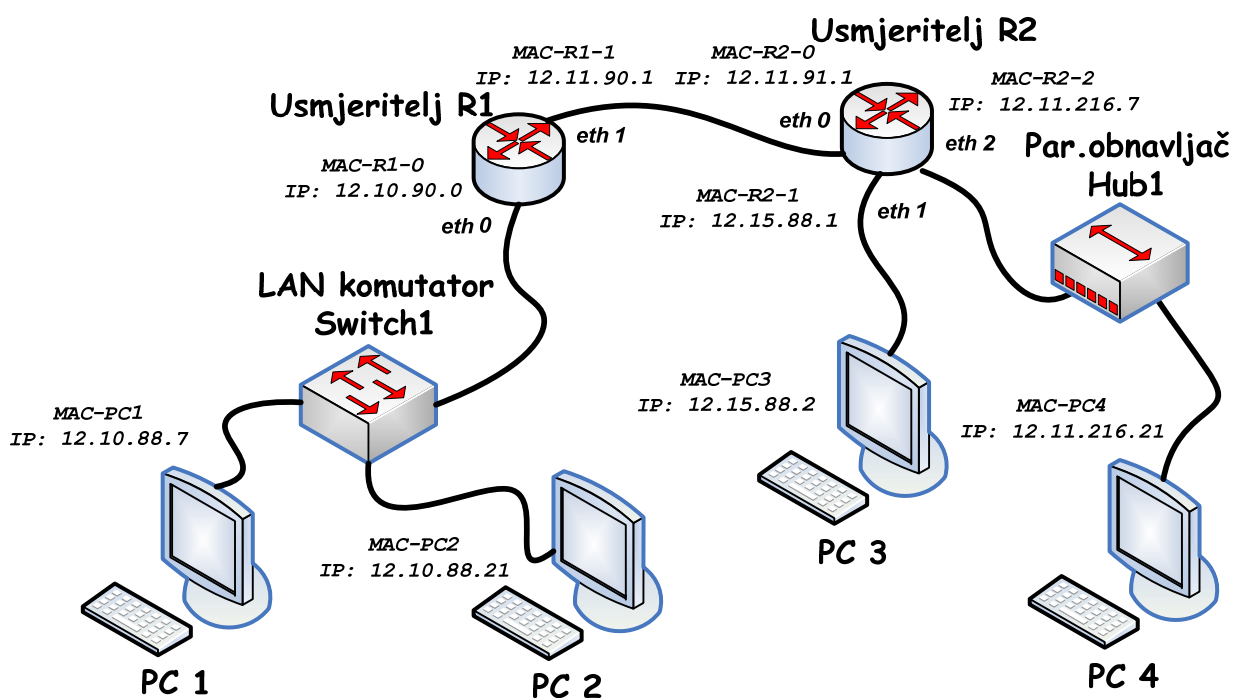 Usmjeritelj R2
MAC-R1-1
IP: 12.11.90.1
MAC-R2-0
IP: 12.11.91.1
MAC-R2-2
IP: 12.11.216.7
Usmjeritelj R1
eth 1
eth 0
eth 2
Par.obnavljač
Hub1
MAC-R1-0
IP: 12.10.90.0
MAC-R2-1
IP: 12.15.88.1
eth 1
eth 0
LAN komutator
Switch1
MAC-PC1
IP: 12.10.88.7
MAC-PC3
IP: 12.15.88.2
MAC-PC4
IP: 12.11.216.21
MAC-PC2
IP: 12.10.88.21
PC 3
PC 1
PC 2
PC 4